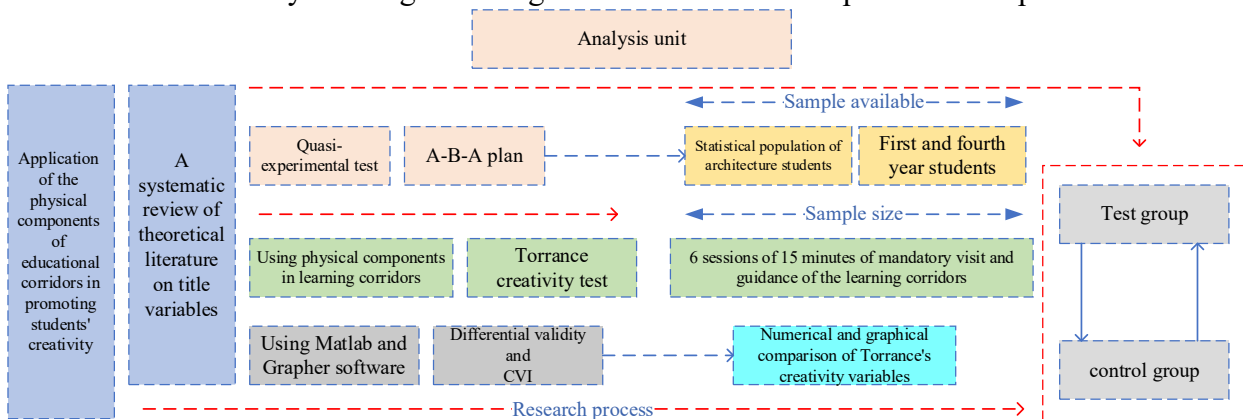 Analysis unit
Application
of the
physical
components
of
educational
corridors in
promoting
students'
creativity
A
systematic
review of
theoretical
literature
on title
variables
Sample available
Quasi-
experimental test
A-B-A plan
Statistical population of
architecture students
First and fourth
year students
Sample size
Using physical components
in learning corridors
Torrance
creativity test
6 sessions of 15 minutes of mandatory visit and
guidance of the learning corridors
Using Matlab and
Grapher software
Differential validity
and
CVI
Numerical and graphical
comparison of Torrance's
creativity variables
Test group
control group
Research process